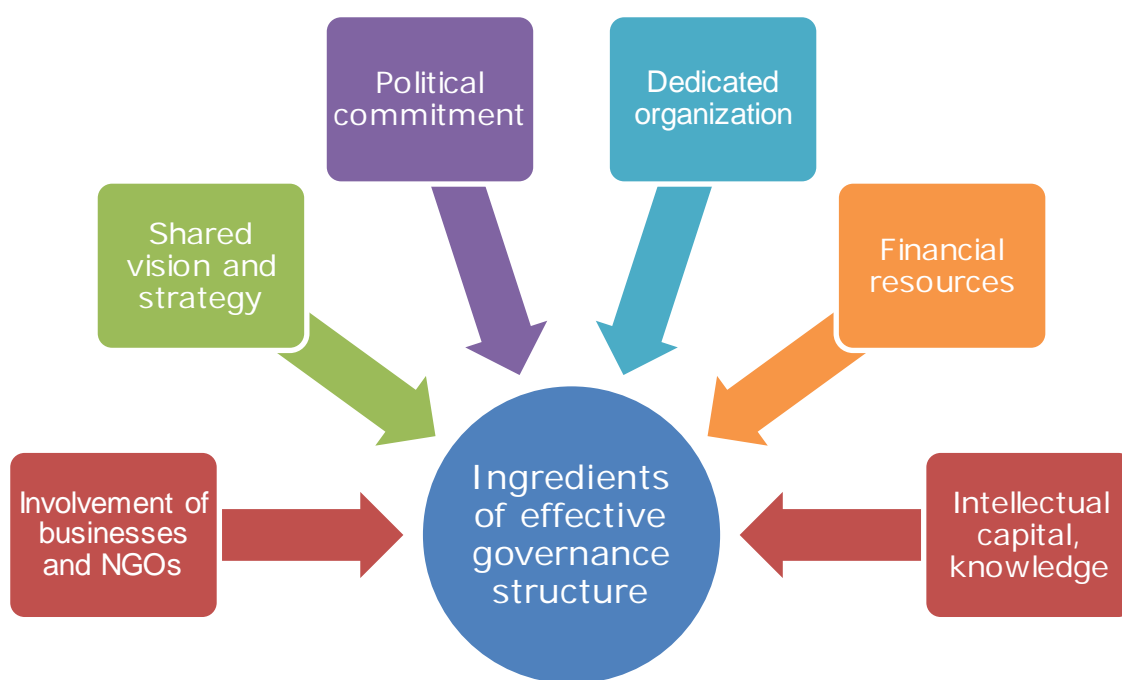 Political
commitment
Dedicated
organization
Shared
vision and
strategy
Financial
resources
Involvement of
businesses
and NGOs
Ingredients
of effective
governance
structure
Intellectual
capital,
knowledge